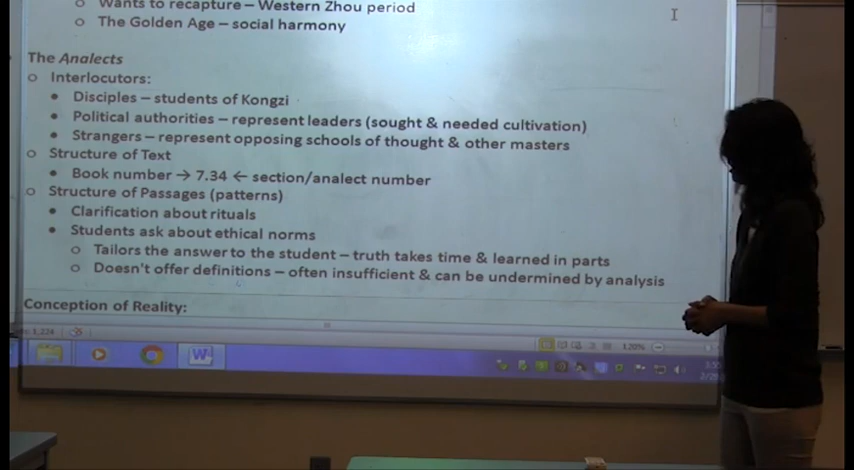 Wants to recapture – Western Zhou period
The Golden Age – social harmony
The Analects
Interlocutors:
Disciples – students of Kongzi
Political authorities – represent leaders (sought & needed cultivation)
Strangers – represent opposing schools of thought & other masters
Structure of Text
Book number → 7.34 ← section/analect number
Structure of Passages (patterns)
Clarification about rituals
Students ask about ethical norms
Tailors the answer to the student – truth takes time & learned in parts
Doesn't offer definitions – often insufficient & can be undermined by analysis
Conception of Reality:
1,224
120%